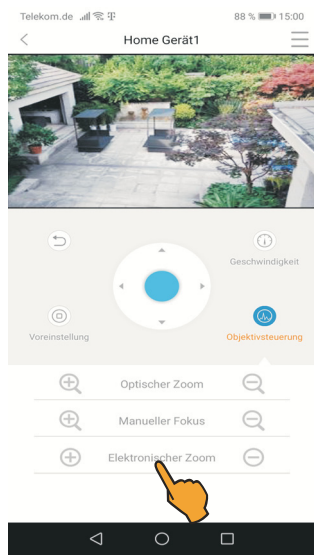 Telekom.de 88 % 15:00
Home Gerät1
Geschwindigkeit
Voreinstellung Objektivsteuerung
Optischer Zoom
Manueller Fokus
Elektronischer Zoom